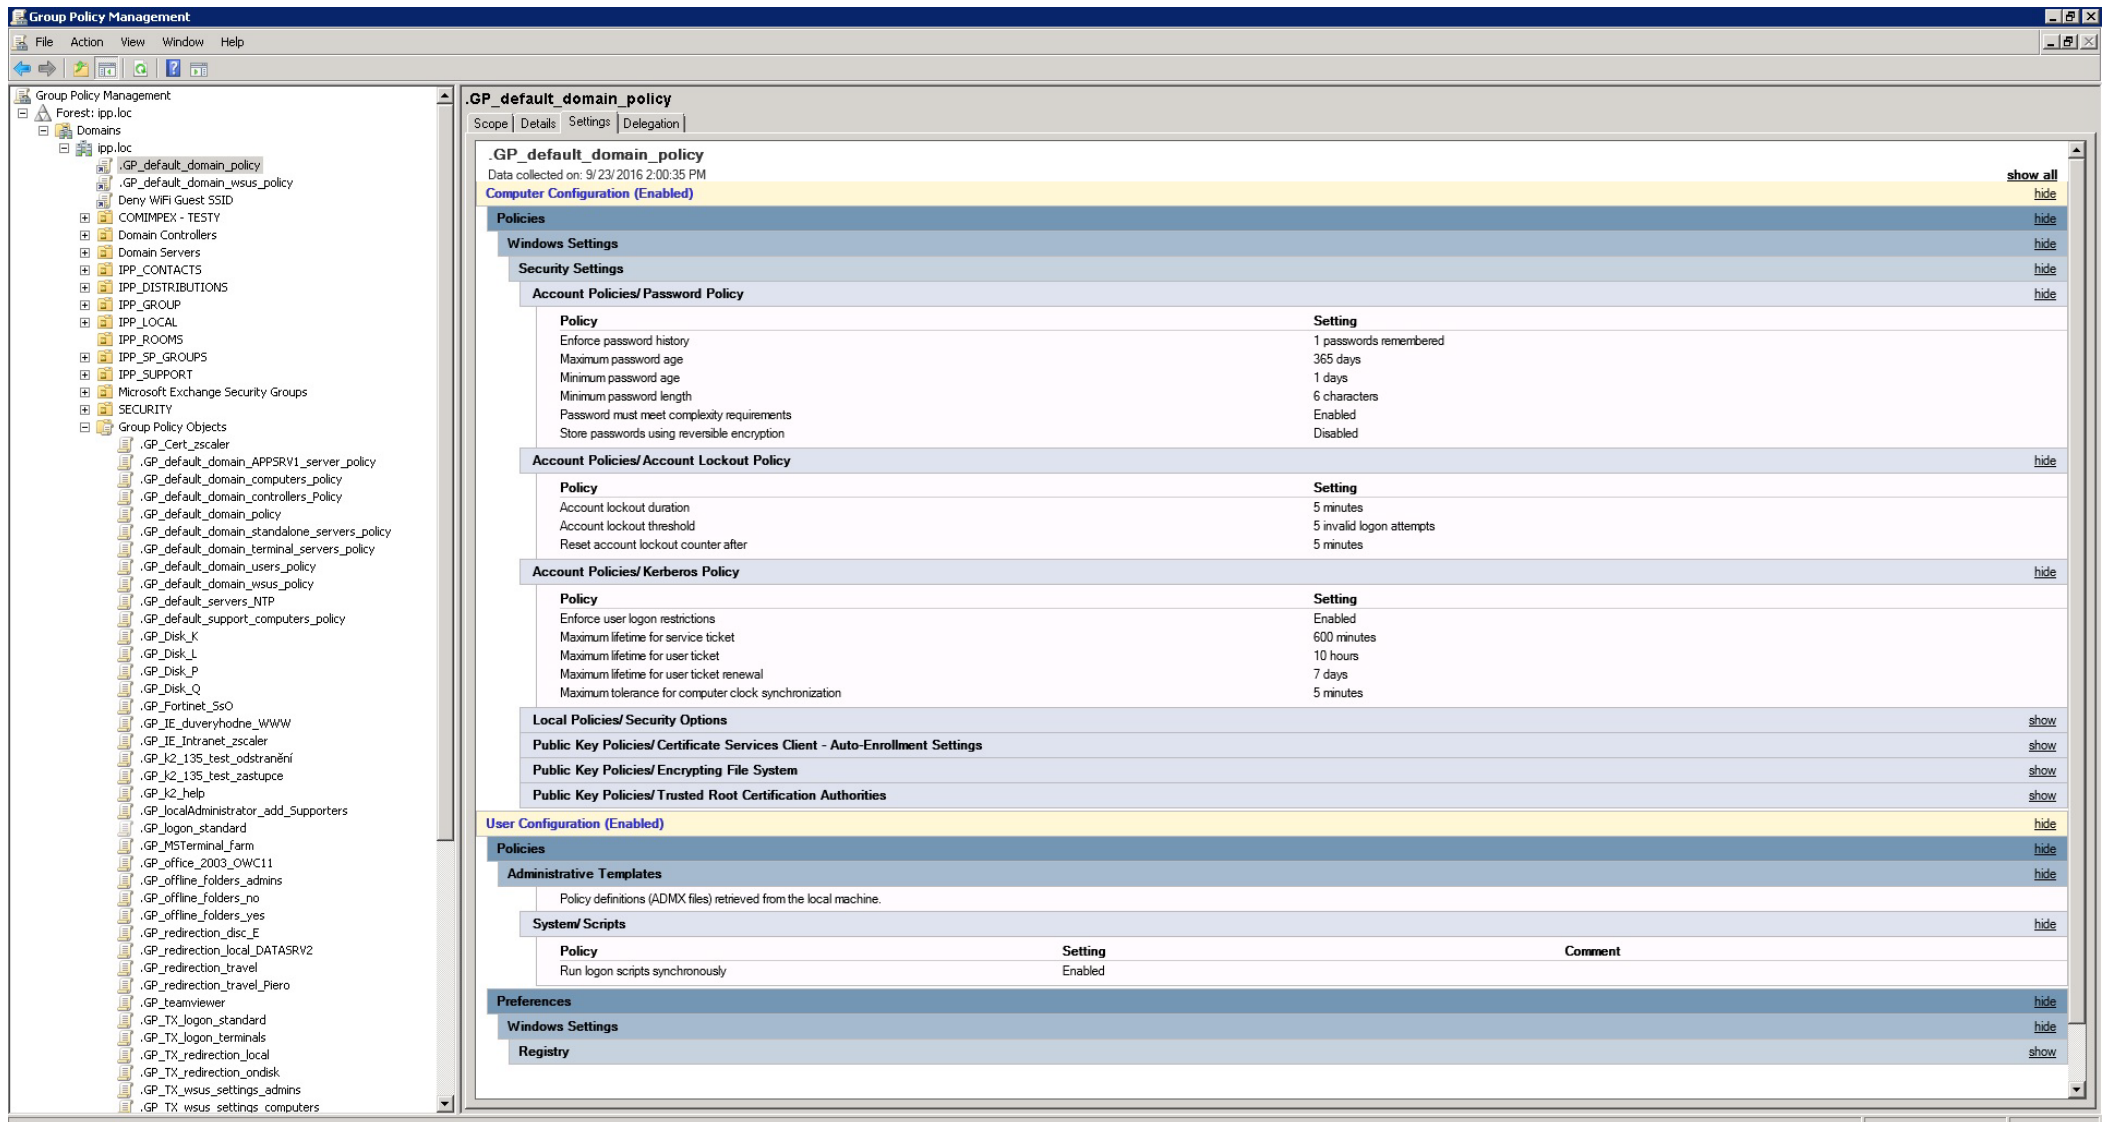 Group Policy Management
File Action View Window Help
Group Policy Management
Forest: ipp.loc
Domains
ipp.loc
.GP_default_domain_policy
.GP_default_domain_wsus_policy
Deny WiFi Guest SSID
COMIMPEX - TESTY
Domain Controllers
Domain Servers
IPP_CONTACTS
IPP_DISTRIBUTIONS
IPP_GROUP
IPP_LOCAL
IPP_ROOMS
IPP_SP_GROUPS
IPP_SUPPORT
Microsoft Exchange Security Groups
SECURITY
Group Policy Objects
.GP_Cert_zscaler
.GP_default_domain_APPSRV1_server_policy
.GP_default_domain_computers_policy
.GP_default_domain_controllers_Policy
.GP_default_domain_policy
.GP_default_domain_standalone_servers_policy
.GP_default_domain_terminal_servers_policy
.GP_default_domain_users_policy
.GP_default_domain_wsus_policy
.GP_default_servers_NTP
.GP_default_support_computers_policy
.GP_Disk_K
.GP_Disk_L
.GP_Disk_P
.GP_Disk_Q
.GP_Fortinet_SsO
.GP_IE_duveryhodne_WWW
.GP_IE_Intranet_zscaler
.GP_k2_135_test_odstranění
.GP_k2_135_test_zastupce
.GP_k2_help
.GP_localAdministrator_add_Supporters
.GP_logon_standard
.GP_MSTerminal_farm
.GP_office_2003_OWC11
.GP_offline_folders_admins
.GP_offline_folders_no
.GP_offline_folders_yes
.GP_redirection_disc_E
.GP_redirection_local_DATASRV2
.GP_redirection_travel
.GP_redirection_travel_Piero
.GP_teamviewer
.GP_TX_logon_standard
.GP_TX_logon_terminals
.GP_TX_redirection_local
.GP_TX_redirection_ondisk
.GP_TX_wsus_settings_admins
.GP_TX_wsus_settings_computers
.GP_default_domain_policy
Scope Details Settings Delegation
.GP_default_domain_policy
Data collected on: 9/23/2016 2:00:35 PM
show all
Computer Configuration (Enabled) hide
Policies hide
Windows Settings hide
Security Settings hide
Account Policies/Password Policy hide
Policy Setting
Enforce password history 1 passwords remembered
Maximum password age 365 days
Minimum password age 1 days
Minimum password length 6 characters
Password must meet complexity requirements Enabled
Store passwords using reversible encryption Disabled
Account Policies/Account Lockout Policy hide
Policy Setting
Account lockout duration 5 minutes
Account lockout threshold 5 invalid logon attempts
Reset account lockout counter after 5 minutes
Account Policies/Kerberos Policy hide
Policy Setting
Enforce user logon restrictions Enabled
Maximum lifetime for service ticket 600 minutes
Maximum lifetime for user ticket 10 hours
Maximum lifetime for user ticket renewal 7 days
Maximum tolerance for computer clock synchronization 5 minutes
Local Policies/Security Options show
Public Key Policies/Certificate Services Client - Auto-Enrollment Settings show
Public Key Policies/Encrypting File System show
Public Key Policies/Trusted Root Certification Authorities show
User Configuration (Enabled) hide
Policies hide
Administrative Templates hide
Policy definitions (ADMX files) retrieved from the local machine.
System/Scripts hide
Policy Setting Comment
Run logon scripts synchronously Enabled
Preferences hide
Windows Settings hide
Registry show